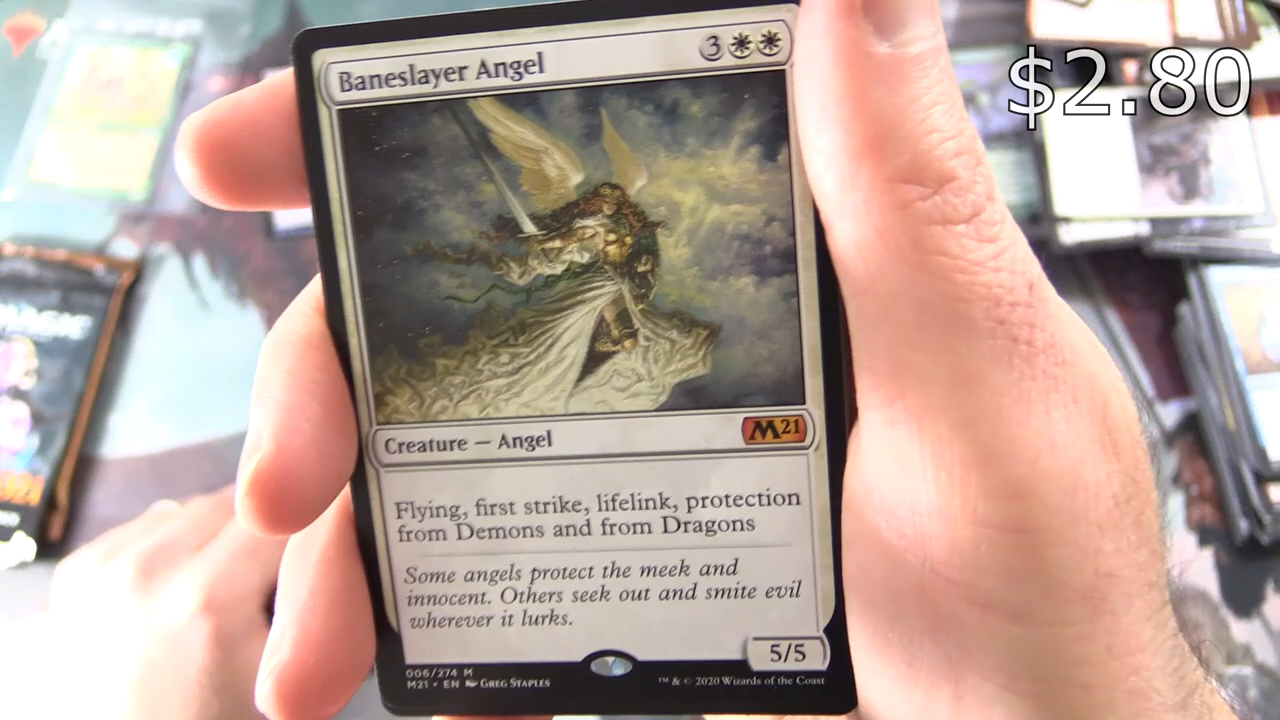 $2.80
Baneslayer Angel 3
Creature — Angel M21
Flying, first strike, lifelink, protection
from Demons and from Dragons
Some angels protect the meek and
innocent. Others seek out and smite evil
wherever it lurks.
5/5
006/274 M
M21 • EN Greg Staples ™ & © 2020 Wizards of the Coast